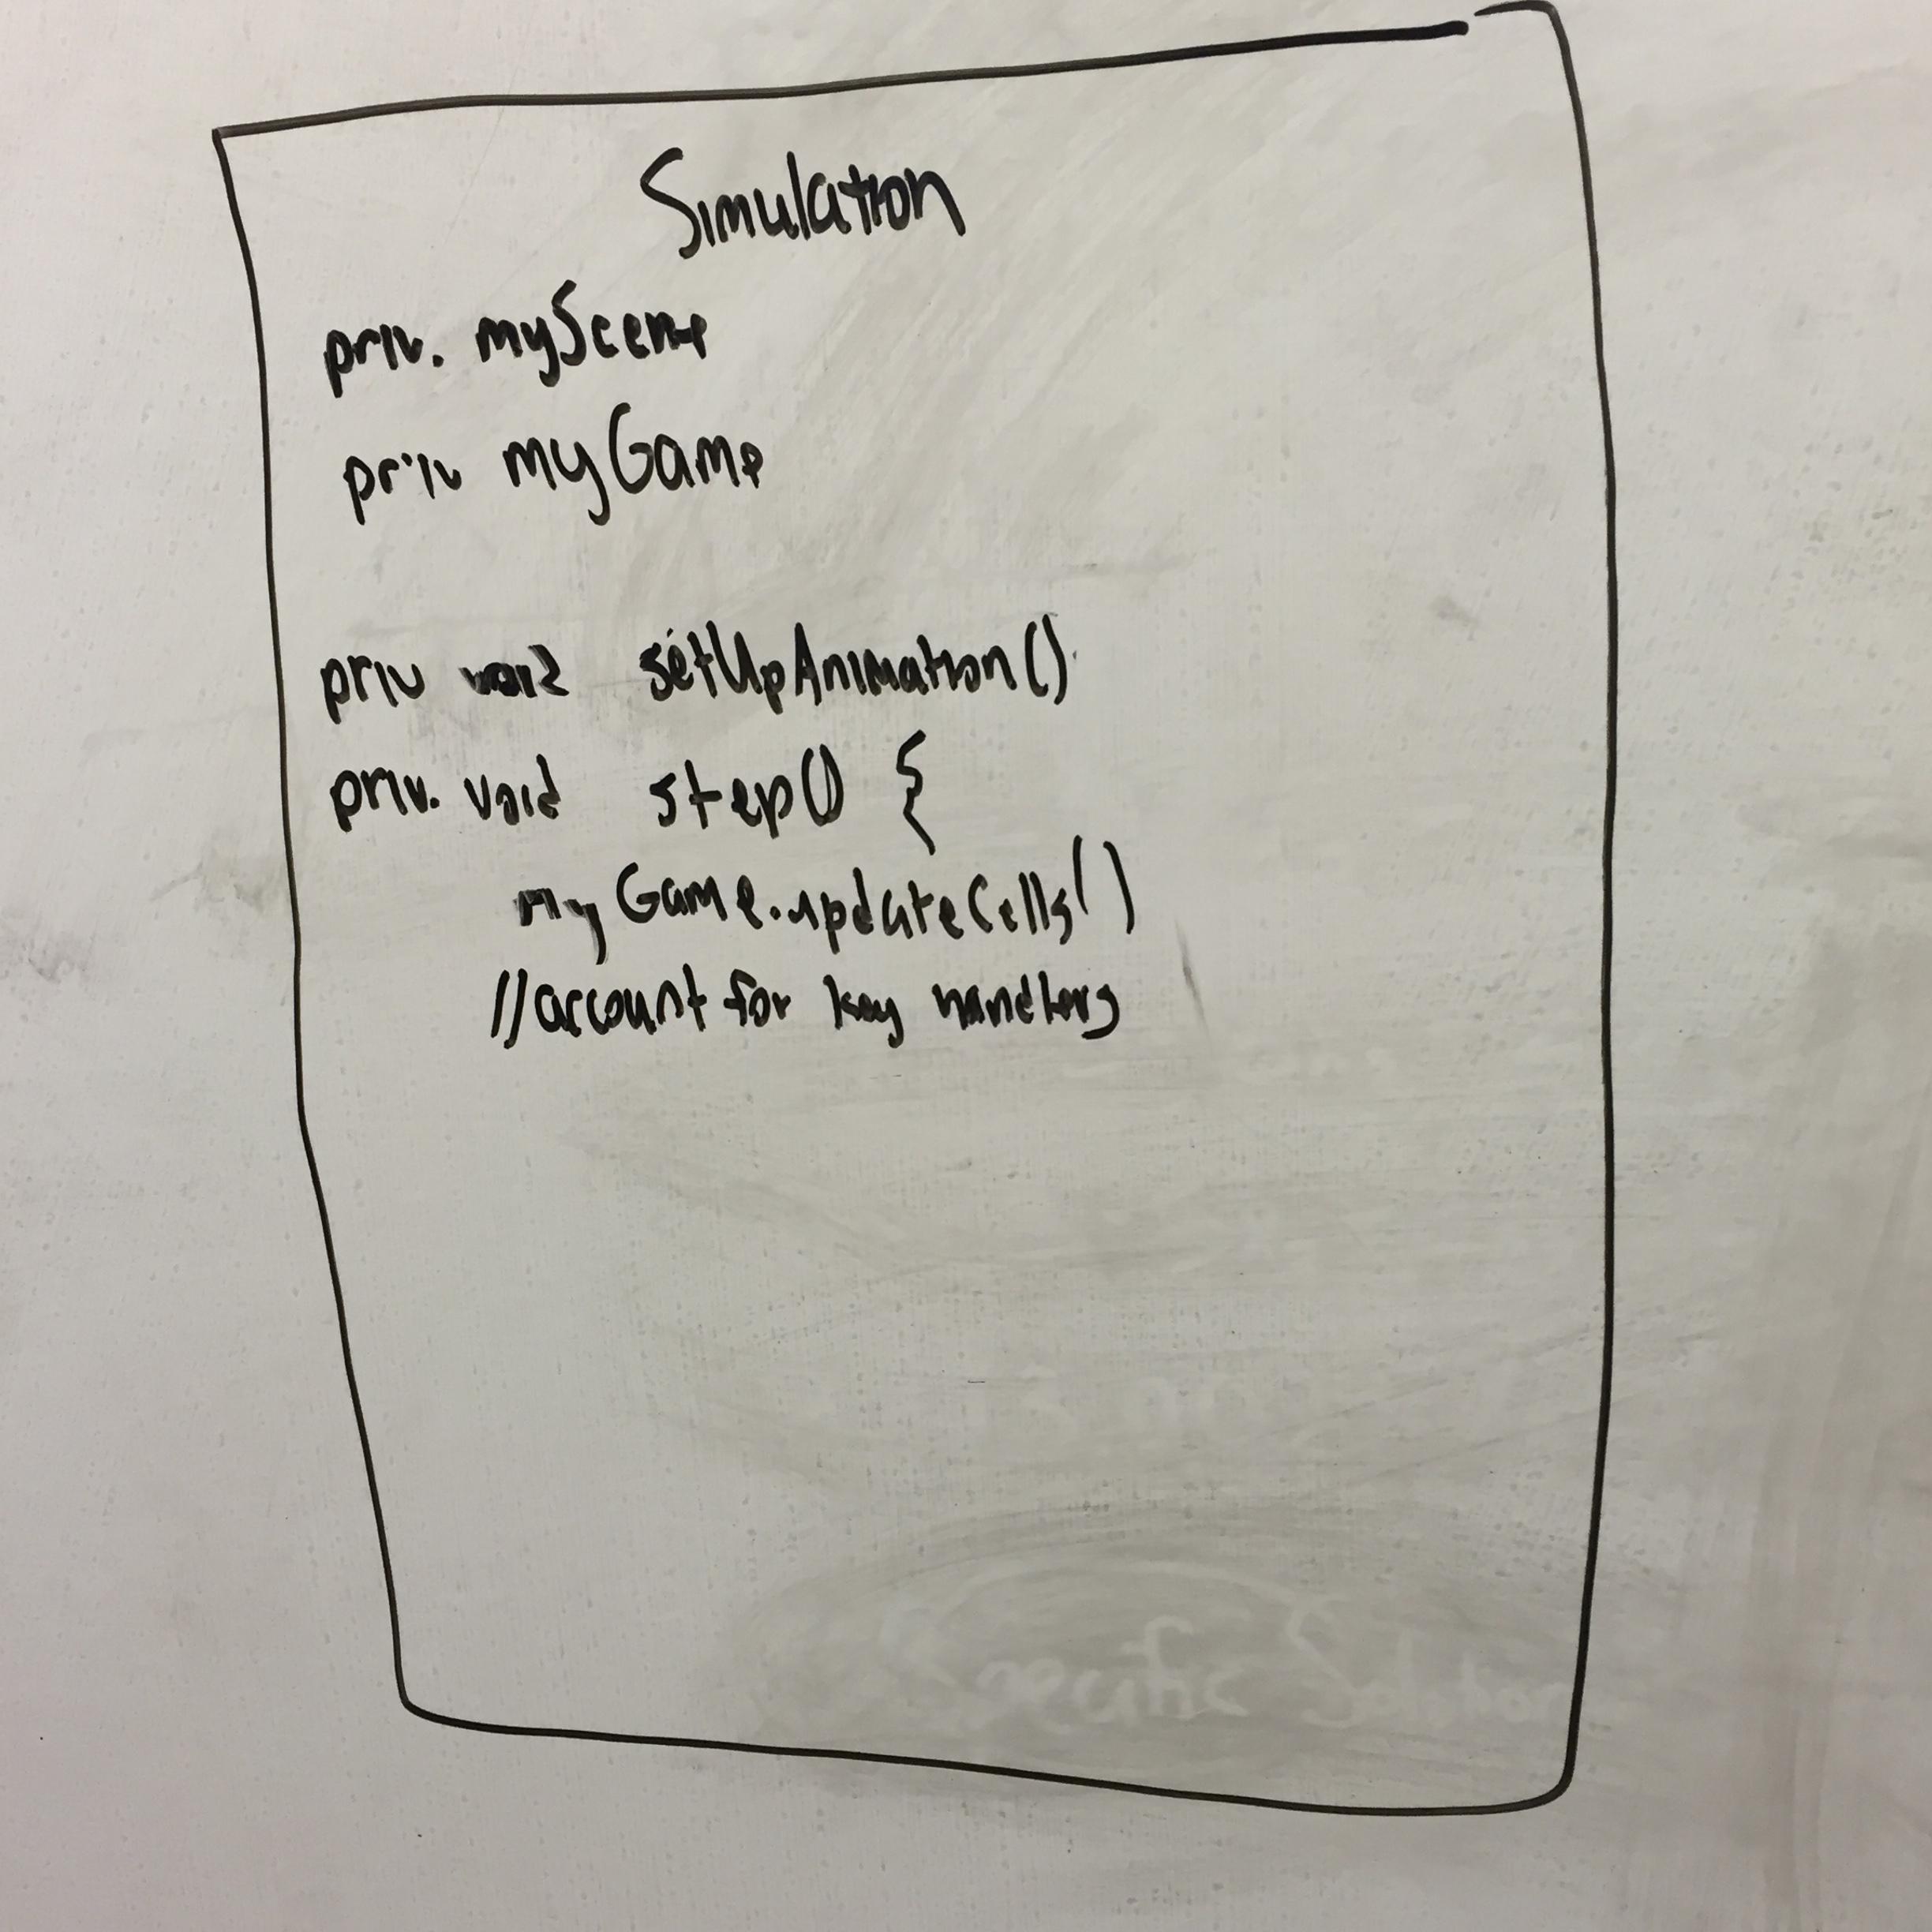 Simulation
priv. myScene
priv myGame
priv void setUpAnimation()
priv. void step() {
myGame.updateCells()
//account for key handlers